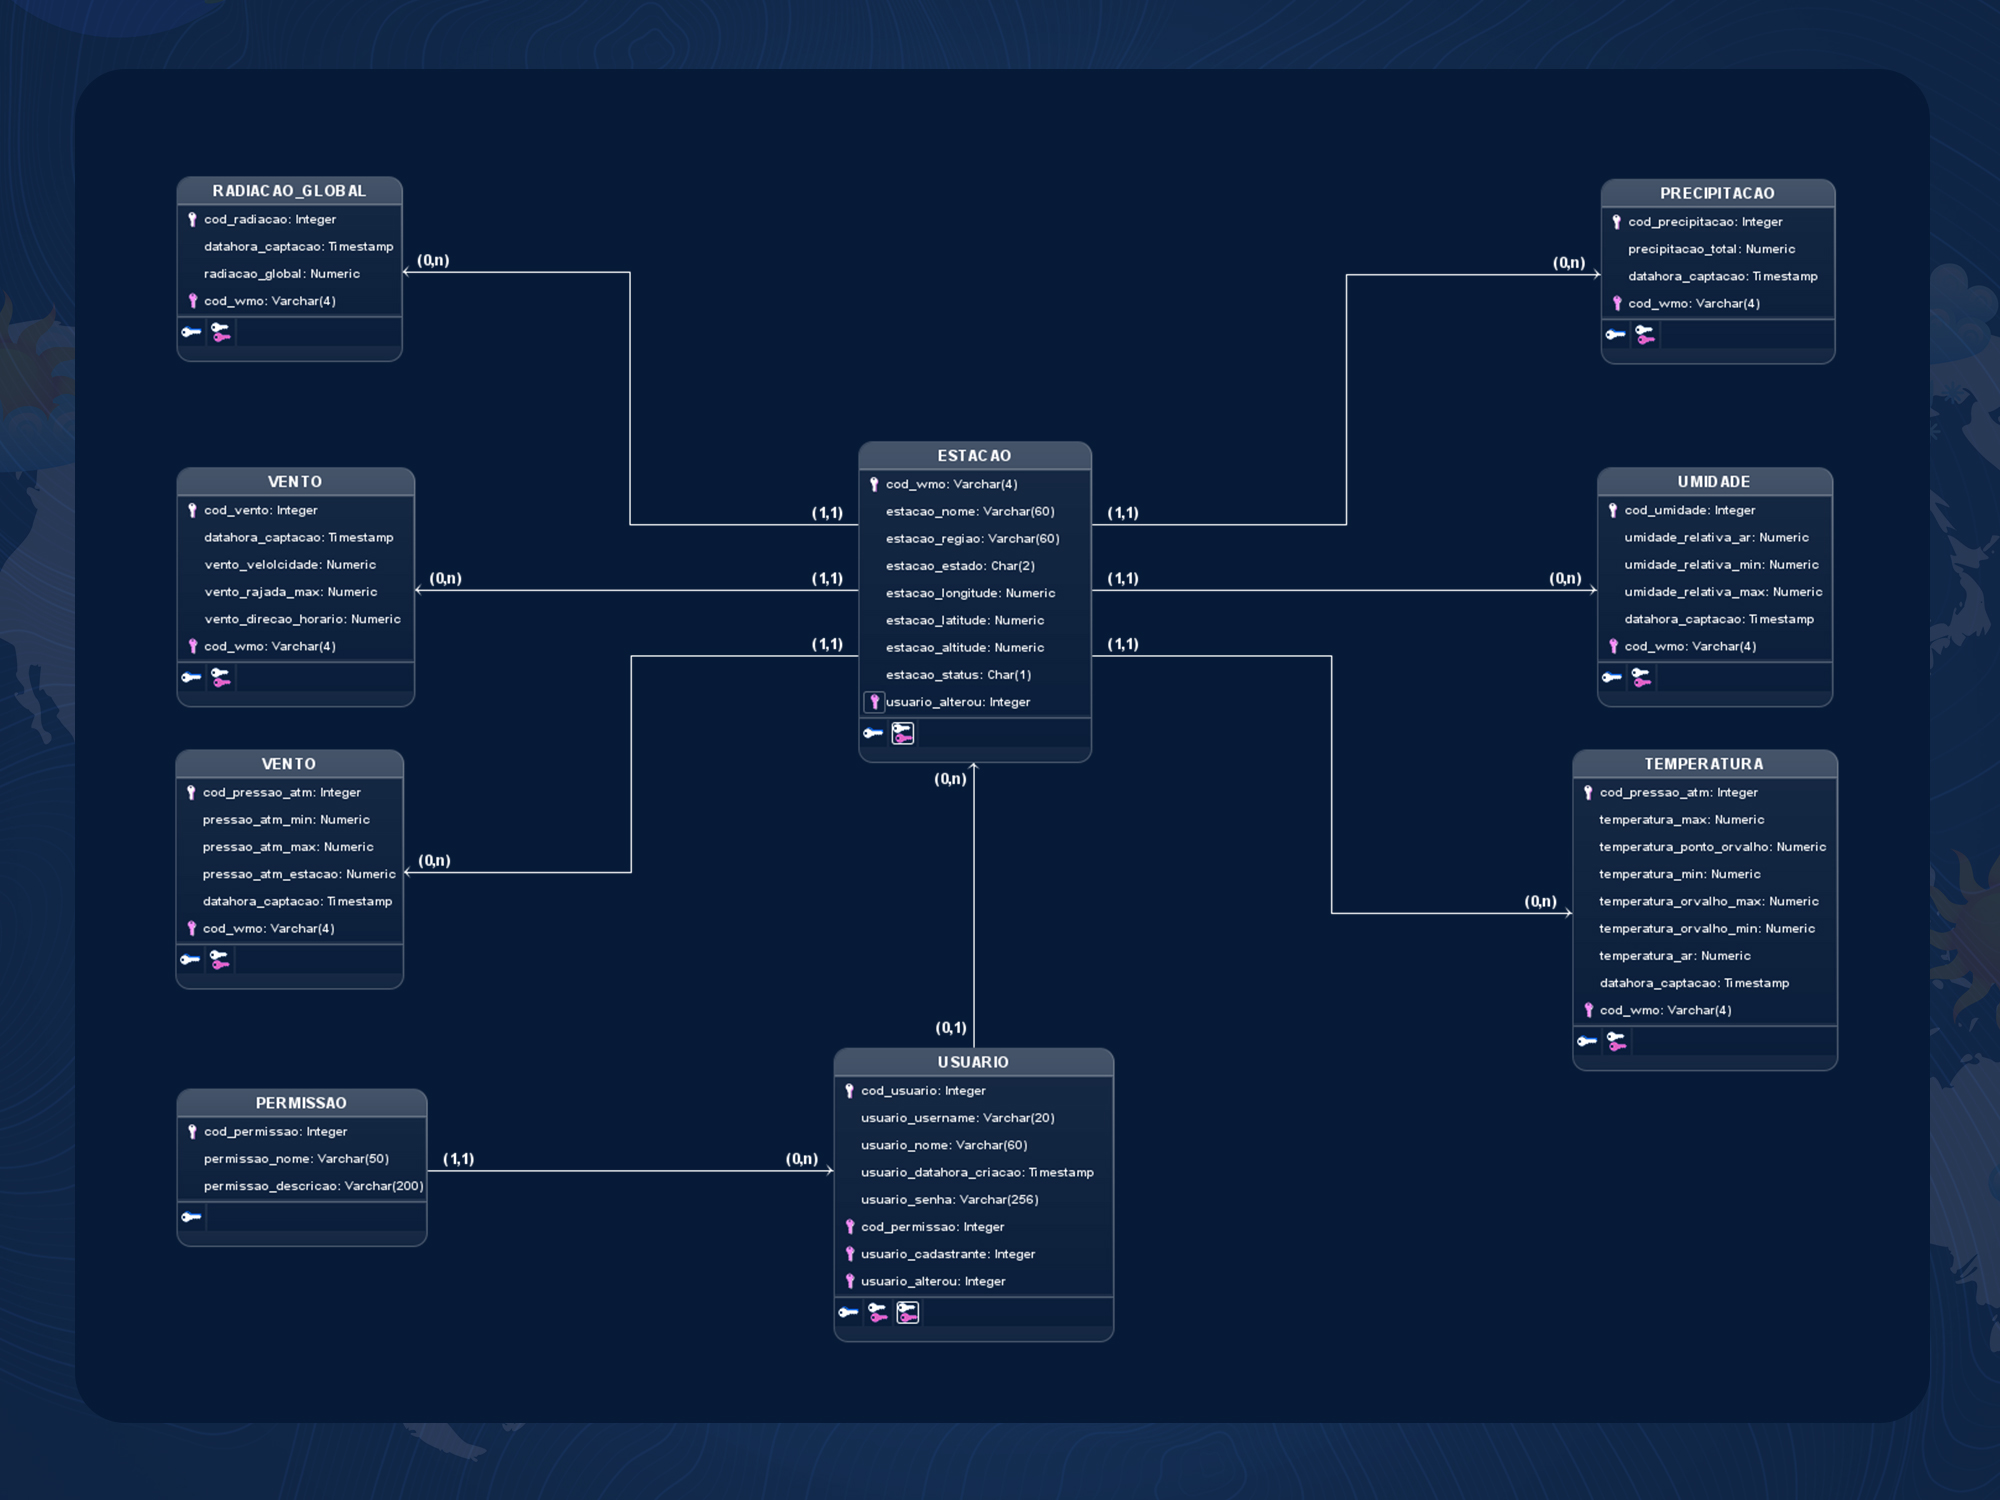 RADIACAO_GLOBAL
cod_radiacao: Integer
datahora_captacao: Timestamp
radiacao_global: Numeric
cod_wmo: Varchar(4)
(0,n)
PRECIPITACAO
cod_precipitacao: Integer
precipitacao_total: Numeric
datahora_captacao: Timestamp
cod_wmo: Varchar(4)
(0,n)
VENTO
cod_vento: Integer
datahora_captacao: Timestamp
vento_velolcidade: Numeric
vento_rajada_max: Numeric
vento_direcao_horario: Numeric
cod_wmo: Varchar(4)
(0,n)
ESTACAO
cod_wmo: Varchar(4)
estacao_nome: Varchar(60)
estacao_regiao: Varchar(60)
estacao_estado: Char(2)
estacao_longitude: Numeric
estacao_latitude: Numeric
estacao_altitude: Numeric
estacao_status: Char(1)
usuario_alterou: Integer
(1,1)
(1,1)
(1,1)
(1,1)
(1,1)
(1,1)
(0,n)
UMIDADE
cod_umidade: Integer
umidade_relativa_ar: Numeric
umidade_relativa_min: Numeric
umidade_relativa_max: Numeric
datahora_captacao: Timestamp
cod_wmo: Varchar(4)
(0,n)
VENTO
cod_pressao_atm: Integer
pressao_atm_min: Numeric
pressao_atm_max: Numeric
pressao_atm_estacao: Numeric
datahora_captacao: Timestamp
cod_wmo: Varchar(4)
(0,n)
TEMPERATURA
cod_pressao_atm: Integer
temperatura_max: Numeric
temperatura_ponto_orvalho: Numeric
temperatura_min: Numeric
temperatura_orvalho_max: Numeric
temperatura_orvalho_min: Numeric
temperatura_ar: Numeric
datahora_captacao: Timestamp
cod_wmo: Varchar(4)
(0,n)
PERMISSAO
cod_permissao: Integer
permissao_nome: Varchar(50)
permissao_descricao: Varchar(200)
(1,1)
(0,n)
(0,1)
USUARIO
cod_usuario: Integer
usuario_username: Varchar(20)
usuario_nome: Varchar(60)
usuario_datahora_criacao: Timestamp
usuario_senha: Varchar(256)
cod_permissao: Integer
usuario_cadastrante: Integer
usuario_alterou: Integer